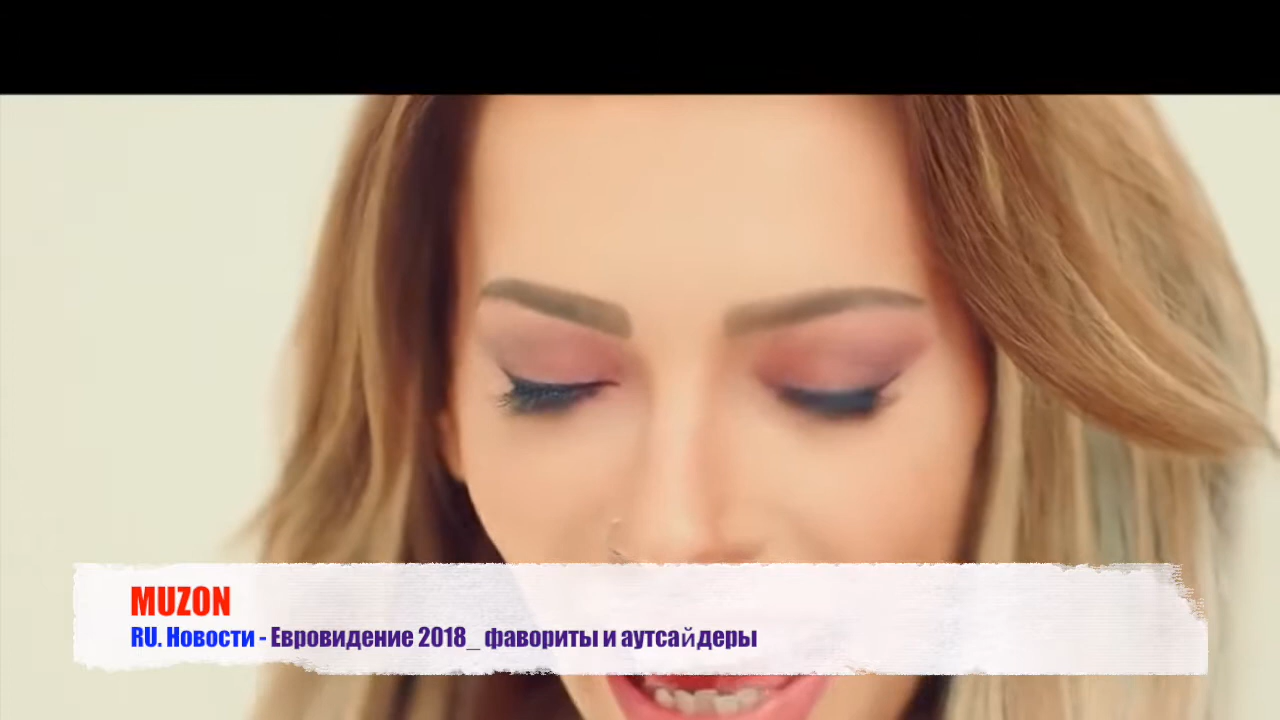 MUZON
RU. Новости - Евровидение 2018_ фавориты и аутсайдеры